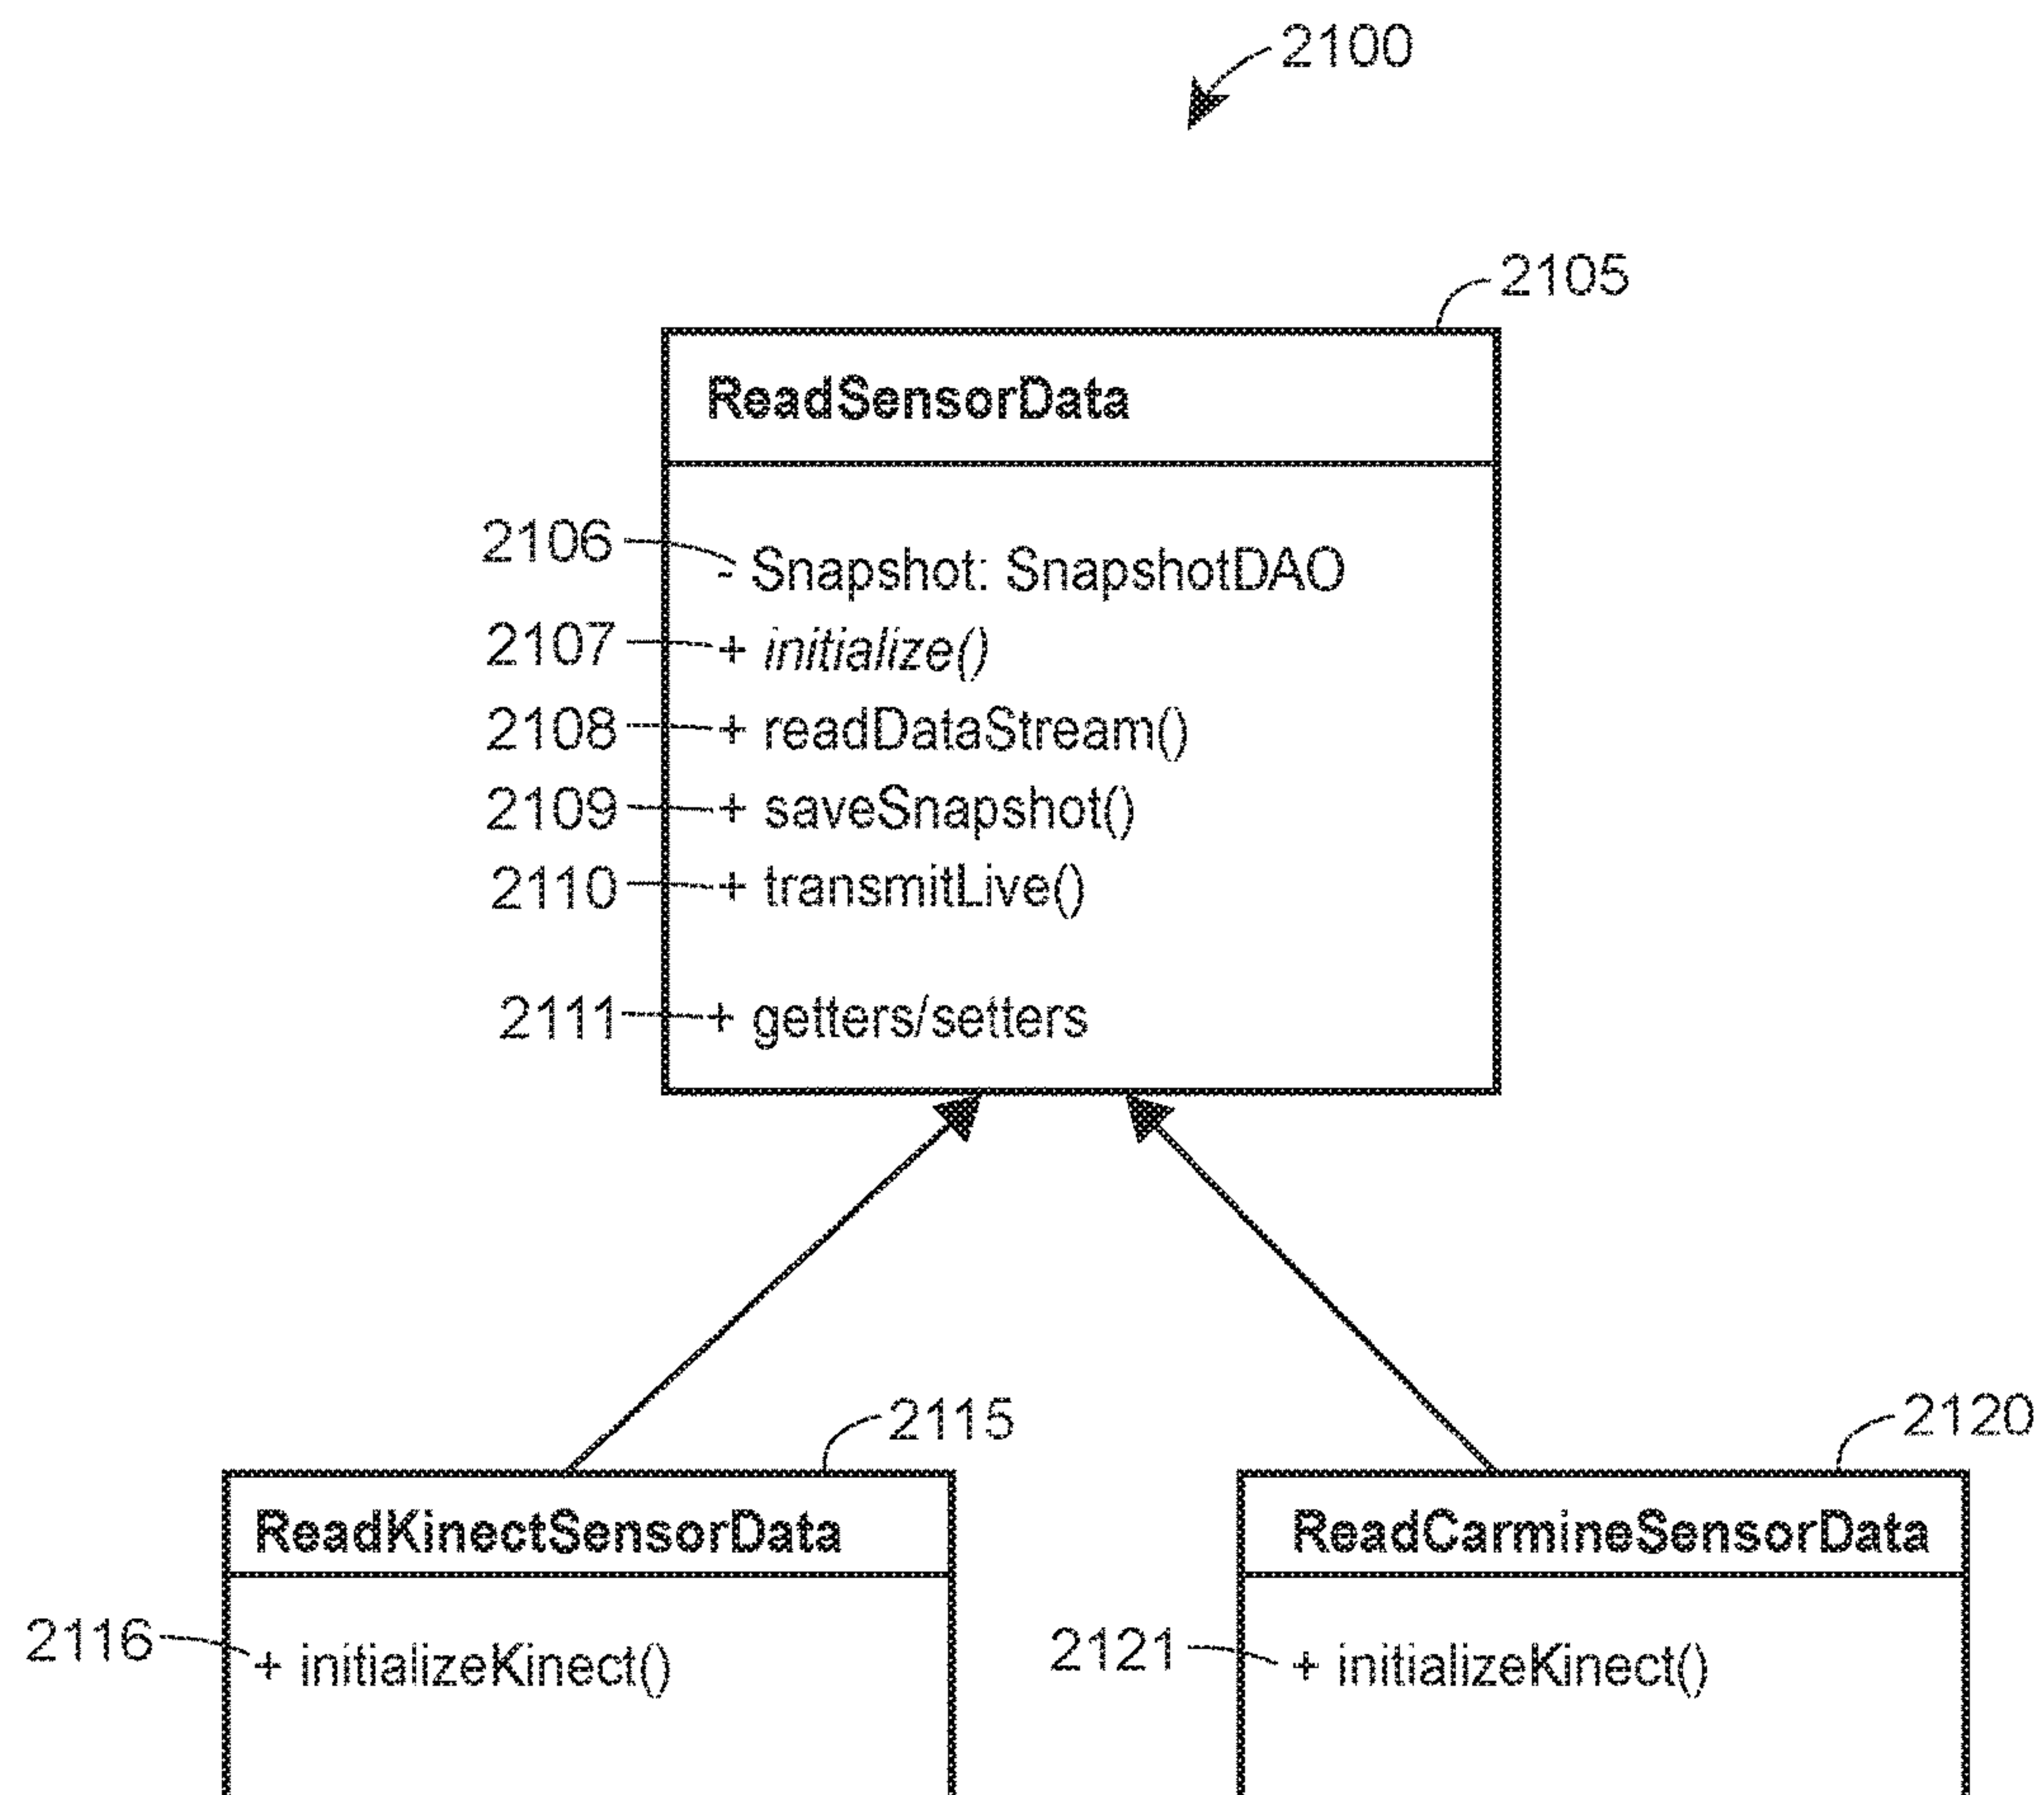 2100
2105
ReadSensorData
2106 - Snapshot: SnapshotDAO
2107 + initialize()
2108 + readDataStream()
2109 + saveSnapshot()
2110 + transmitLive()
2111 + getters/setters
2115
2120
ReadKinectSensorData
ReadCarmineSensorData
2116 + initializeKinect()
2121 + initializeKinect()